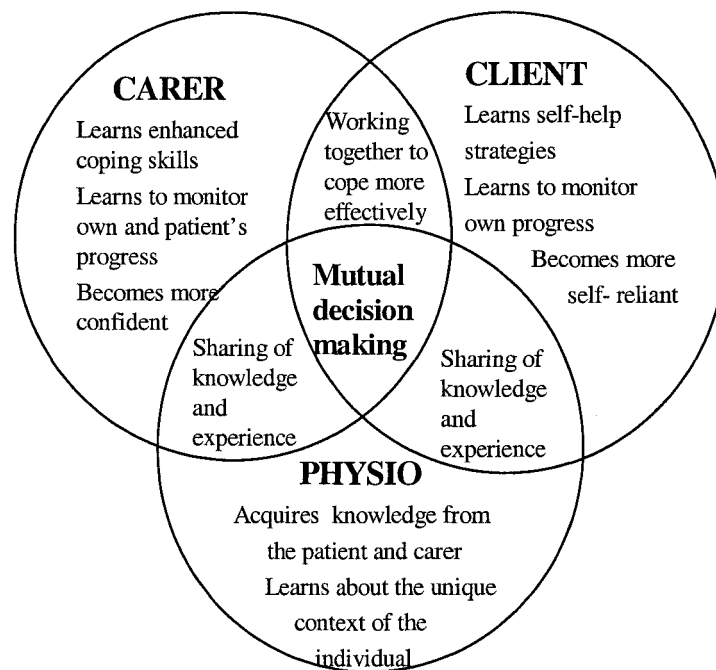 CARER
Learns enhanced
coping skills
Learns to monitor
own and patient's
progress
Becomes more
confident
Working
together to
cope more
effectively
CLIENT
Learns self-help
strategies
Learns to monitor
own progress
Becomes more
self- reliant
Mutual
decision
making
Sharing of
knowledge
and
experience
Sharing of
knowledge
and
experience
PHYSIO
Acquires knowledge from
the patient and carer
Learns about the unique
context of the
individual